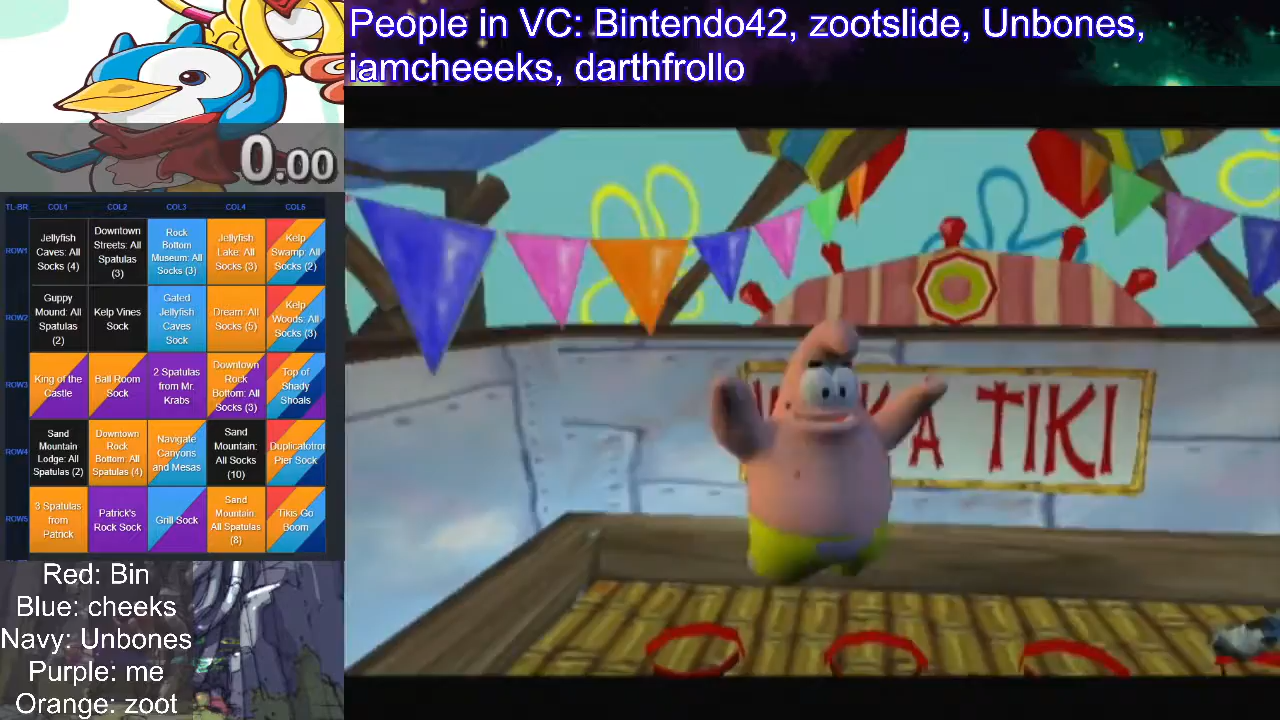 People in VC: Bintendo42, zootslide, Unbones,
iamcheeeks, darthfrollo
0.00
TL-BR COL1 COL2 COL3 COL4 COL5
ROW1
Jellyfish
Caves: All
Socks (4)
Downtown
Streets: All
Spatulas
(3)
Rock
Bottom
Museum: All
Socks (3)
Jellyfish
Lake: All
Socks (3)
Kelp
Swamp: All
Socks (2)
ROW2
Guppy
Mound: All
Spatulas
(2)
Kelp Vines
Sock
Gated
Jellyfish
Caves
Sock
Dream: All
Socks (5)
Kelp
Woods: All
Socks (3)
ROW3
King of the
Castle
Ball Room
Sock
2 Spatulas
from Mr.
Krabs
Downtown
Rock
Bottom: All
Socks (3)
Top of
Shady
Shoals
ROW4
Sand
Mountain
Lodge: All
Spatulas (2)
Downtown
Rock
Bottom: All
Spatulas (4)
Navigate
Canyons
and Mesas
Sand
Mountain:
All Socks
(10)
Duplicatotron
Pier Sock
ROW5
3 Spatulas
from
Patrick
Patrick's
Rock Sock
Grill Sock
Sand
Mountain:
All Spatulas
(8)
Tikis Go
Boom
Red: Bin
Blue: cheeks
Navy: Unbones
Purple: me
Orange: zoot
TIKI